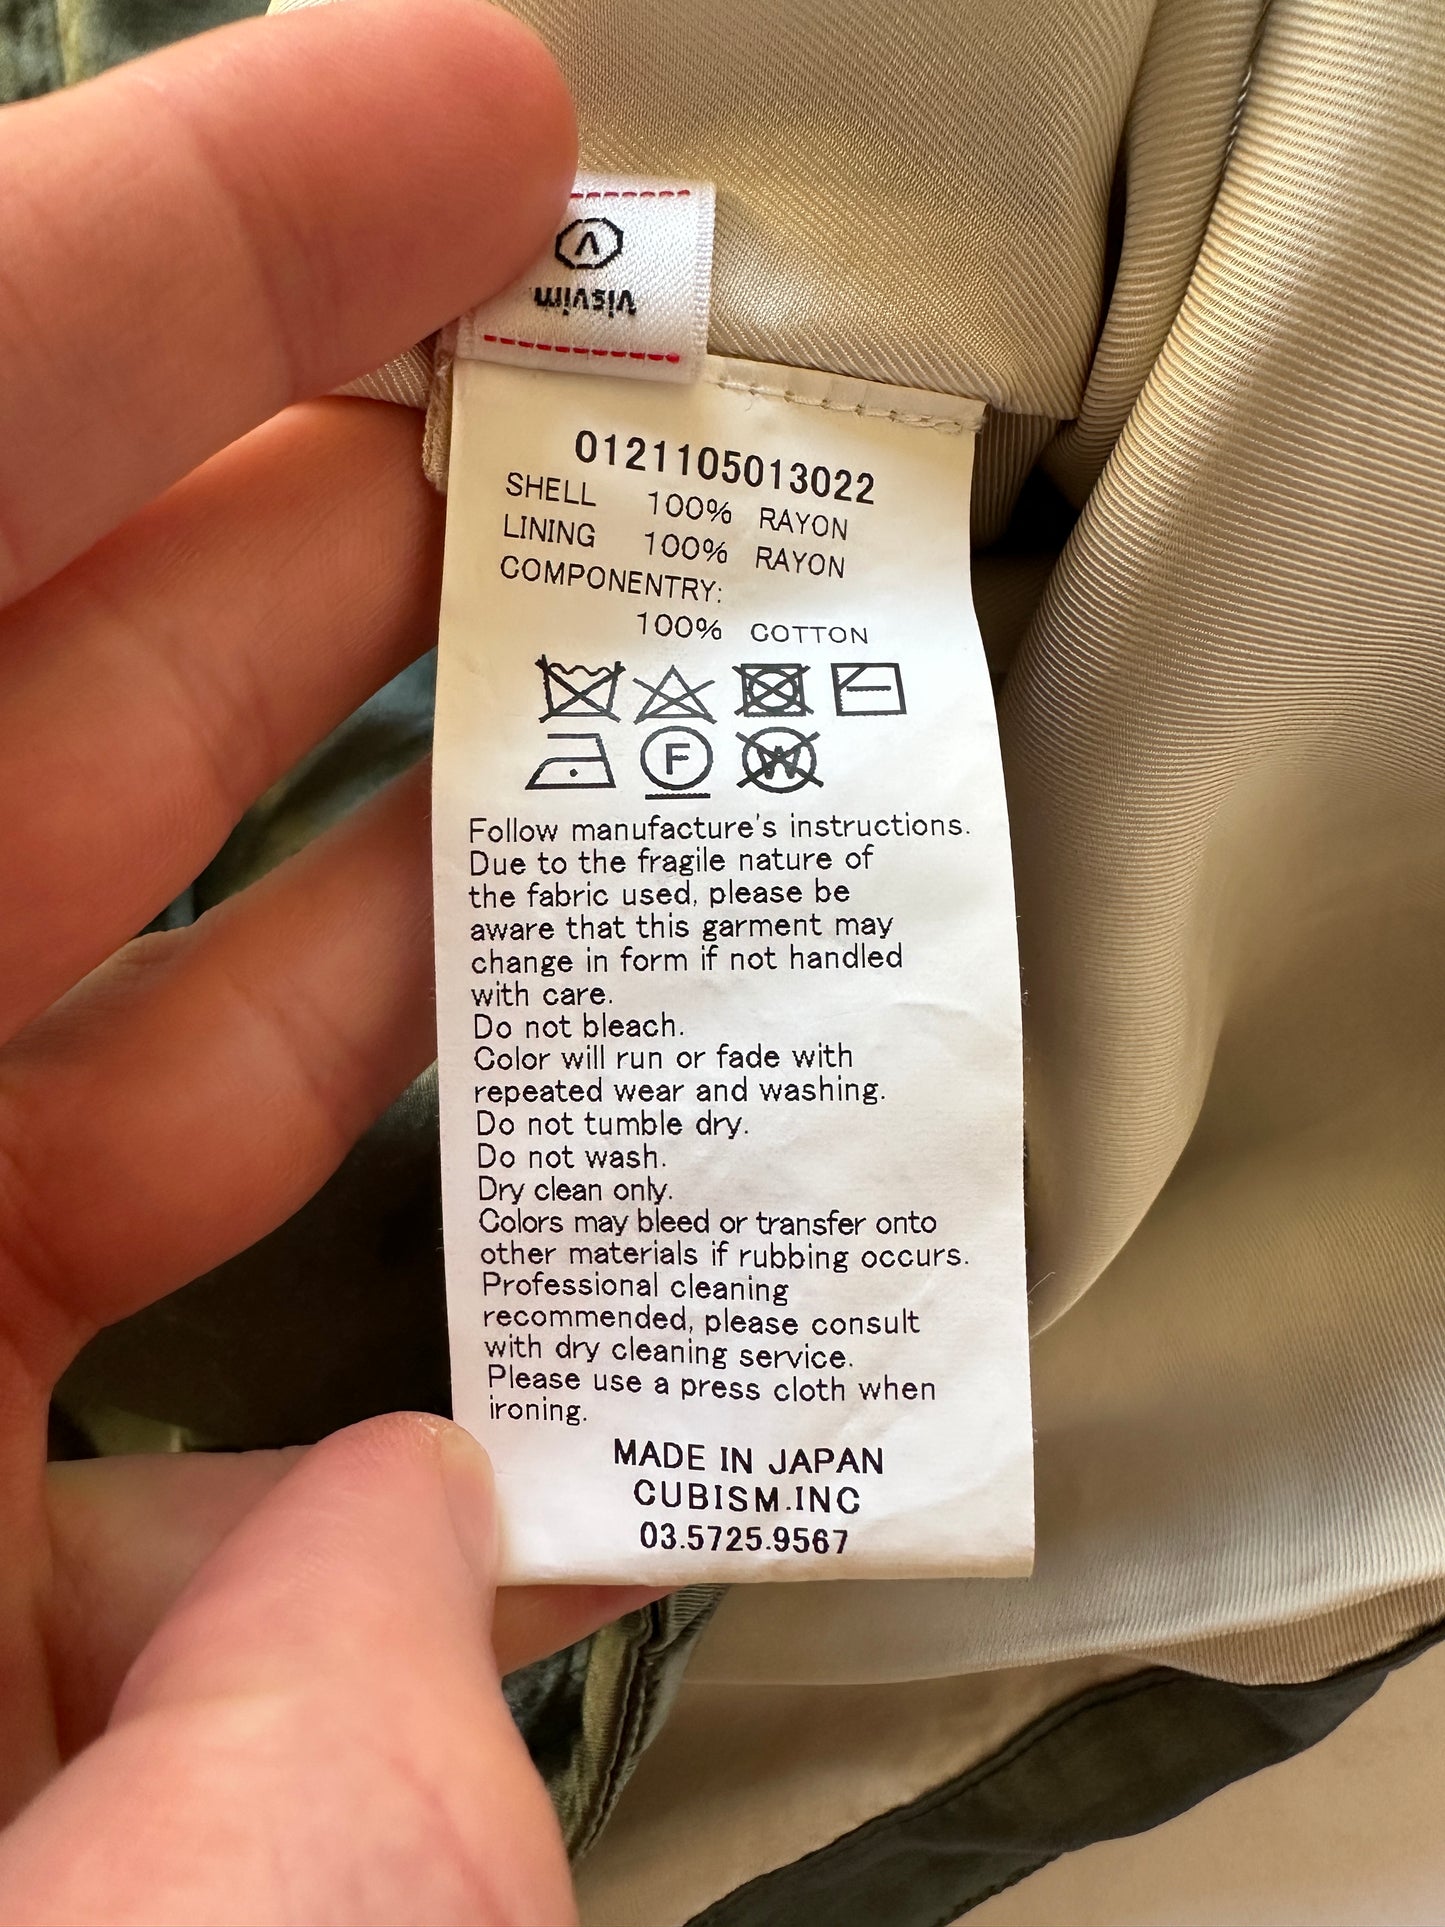 visvim
0121105013022
SHELL 100% RAYON
LINING 100% RAYON
COMPONENTRY:
100% COTTON
F W
Follow manufacture's instructions.
Due to the fragile nature of
the fabric used, please be
aware that this garment may
change in form if not handled
with care.
Do not bleach.
Color will run or fade with
repeated wear and washing.
Do not tumble dry.
Do not wash.
Dry clean only.
Colors may bleed or transfer onto
other materials if rubbing occurs.
Professional cleaning
recommended, please consult
with dry cleaning service.
Please use a press cloth when
ironing.
MADE IN JAPAN
CUBISM.INC
03.5725.9567